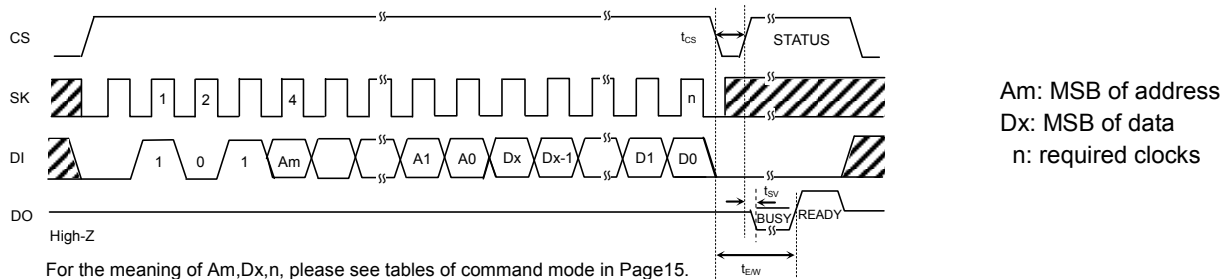 CS
tCS
STATUS
SK
1
2
4
n
DI
1
0
1
Am
A1
A0
Dx
Dx-1
D1
D0
tSV
DO
BUSY
READY
High-Z
tE/W
For the meaning of Am,Dx,n, please see tables of command mode in Page15.
Am: MSB of address
Dx: MSB of data
n: required clocks